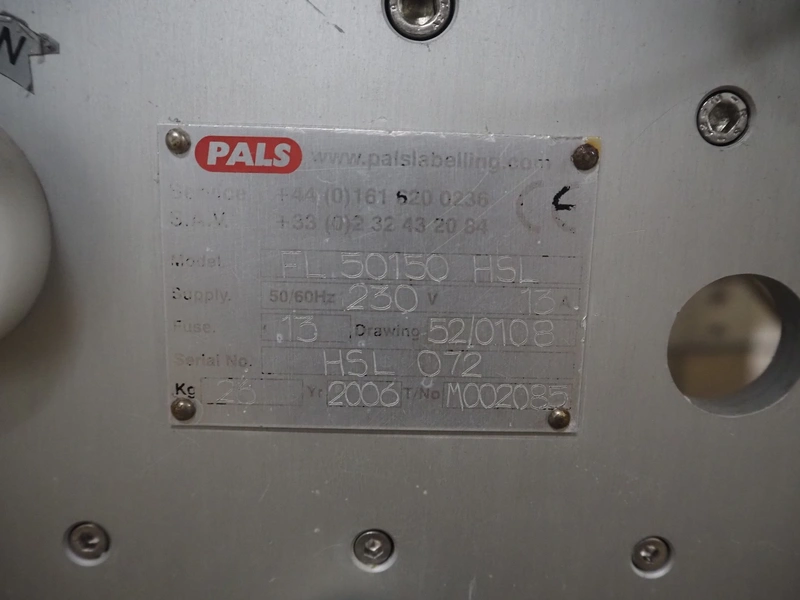 N
PALS www.palslabelling.com
Service +44 (0)161 620 0236
S.A.V. +33 (0)2 32 43 20 84
CE
Model. FL.50150 HSL
Supply. 50/60Hz 230 V 13 A
Fuse. 13 Drawing 52/0108
Serial No. HSL 072
Kg 23 Yr 2006 T/No M002085